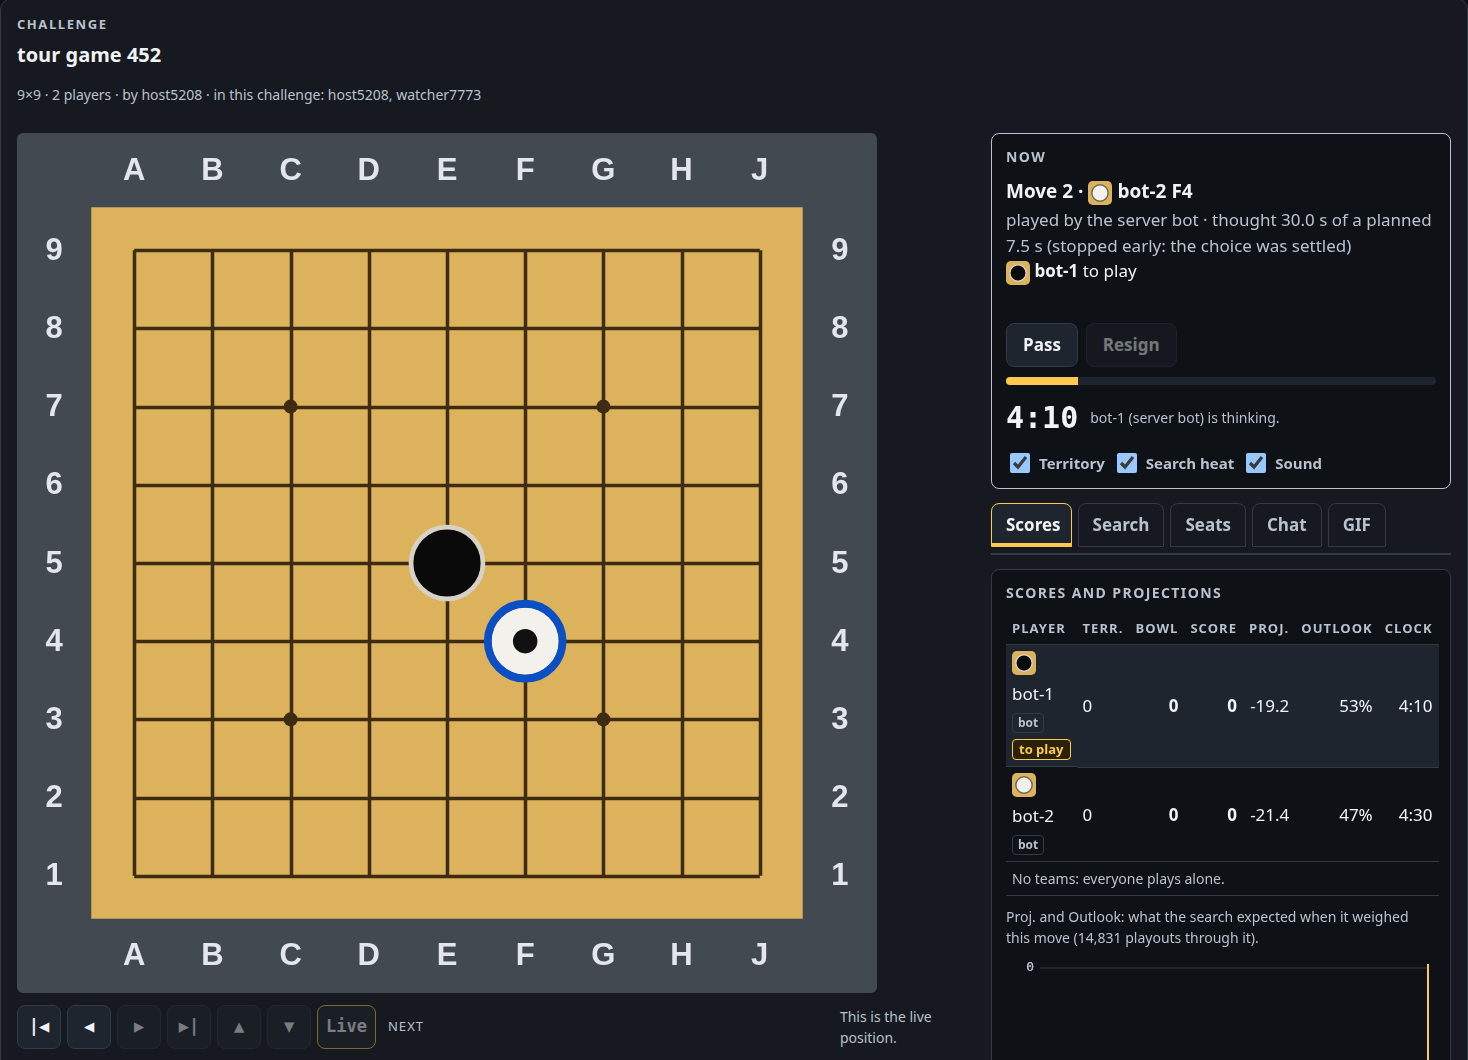 CHALLENGE
tour game 452
9×9 · 2 players · by host5208 · in this challenge: host5208, watcher7773
A B C D E F G H J
9 9
8 8
7 7
6 6
5 5
4 4
3 3
2 2
1 1
A B C D E F G H J
|◀ ◀ ▶ ▶| ▲ ▼ Live NEXT
This is the live
position.
NOW
Move 2 · bot-2 F4
played by the server bot · thought 30.0 s of a planned
7.5 s (stopped early: the choice was settled)
bot-1 to play
Pass Resign
4:10 bot-1 (server bot) is thinking.
Territory Search heat Sound
Scores Search Seats Chat GIF
SCORES AND PROJECTIONS
PLAYER TERR. BOWL SCORE PROJ. OUTLOOK CLOCK
bot-1 0 0 0 -19.2 53% 4:10
bot
to play
bot-2 0 0 0 -21.4 47% 4:30
bot
No teams: everyone plays alone.
Proj. and Outlook: what the search expected when it weighed
this move (14,831 playouts through it).
0